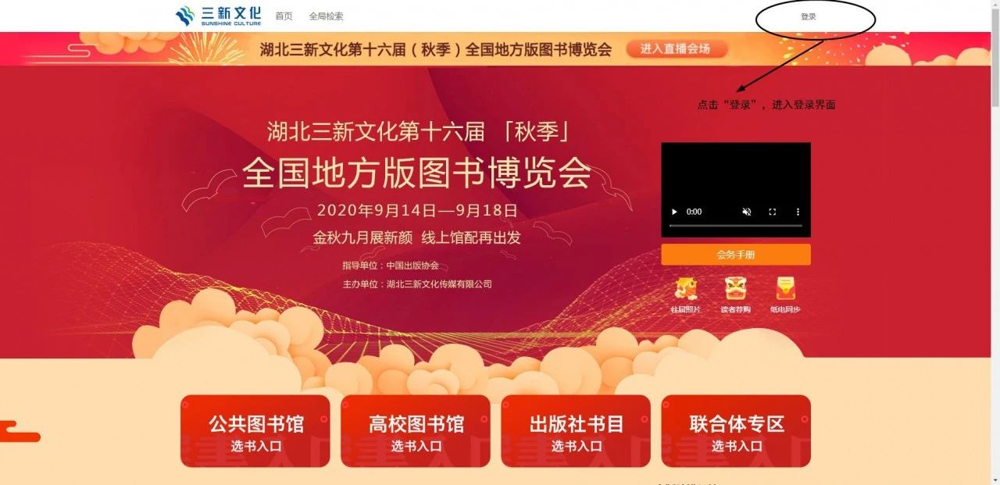 三新文化
SUNSHINE CULTURE
首页
全局检索
登录
湖北三新文化第十六届（秋季）全国地方版图书博览会
进入直播会场
点击“登录”，进入登录界面
湖北三新文化第十六届 「秋季」
全国地方版图书博览会
2020年9月14日—9月18日
金秋九月展新颜 线上馆配再出发
指导单位：中国出版协会
主办单位：湖北三新文化传媒有限公司
0:00
会务手册
往届照片
读者荐购
纸电同步
公共图书馆
选书入口
高校图书馆
选书入口
出版社书目
选书入口
联合体专区
选书入口